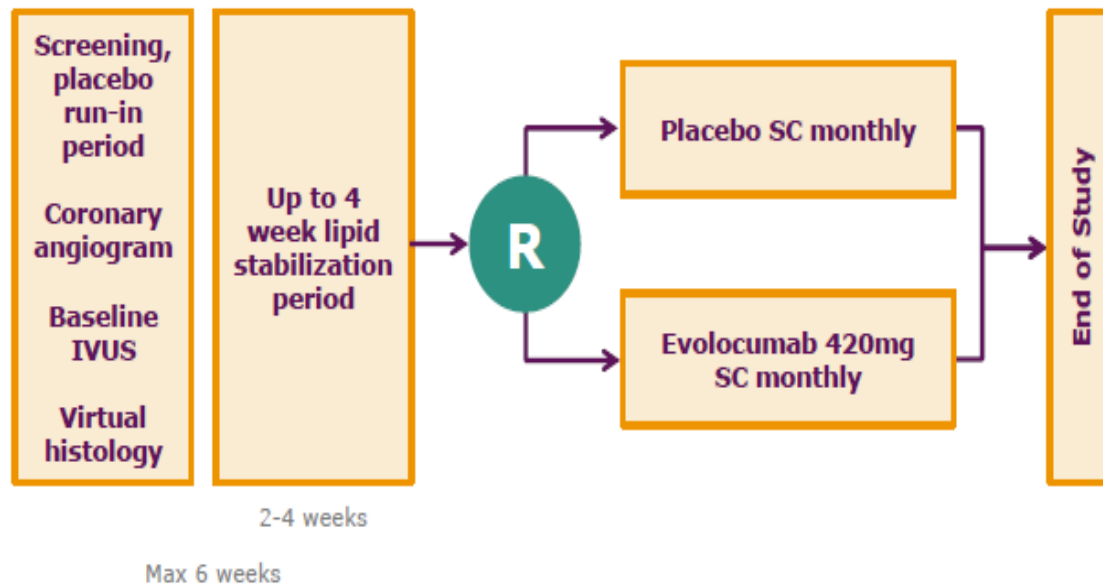 Screening,
placebo
run-in
period
Coronary
angiogram
Baseline
IVUS
Virtual
histology
Up to 4
week lipid
stabilization
period
R
Placebo SC monthly
Evolocumab 420mg
SC monthly
End of Study
2-4 weeks
Max 6 weeks